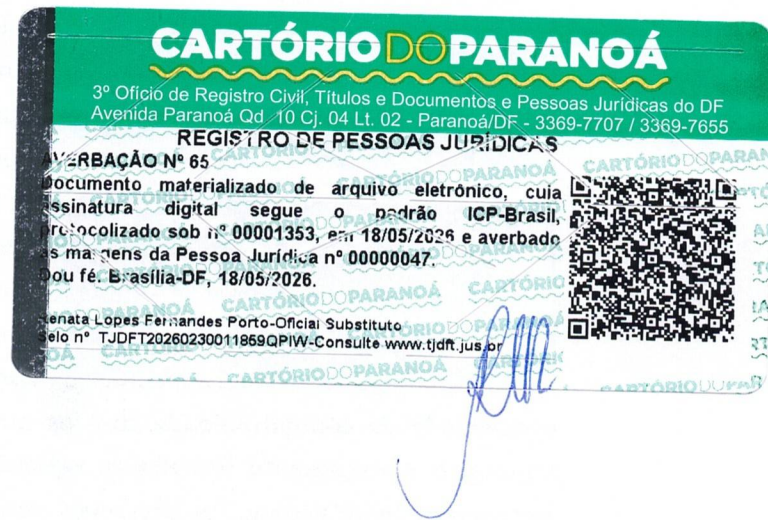 CARTÓRIO DO PARANOÁ
3º Ofício de Registro Civil, Títulos e Documentos e Pessoas Jurídicas do DF
Avenida Paranoá Qd 10 Cj. 04 Lt. 02 - Paranoá/DF - 3369-7707 / 3369-7655
REGISTRO DE PESSOAS JURÍDICAS
AVERBAÇÃO Nº 65
Documento materializado de arquivo eletrônico, cuja
assinatura digital segue o padrão ICP-Brasil,
protocolizado sob nº 00001353, em 18/05/2026 e averbado
às margens da Pessoa Jurídica nº 00000047.
Dou fé. Brasília-DF, 18/05/2026.
Renata Lopes Fernandes Porto-Oficial Substituto
Selo nº TJDFT20260230011859QPIW-Consulte www.tjdft.jus.br